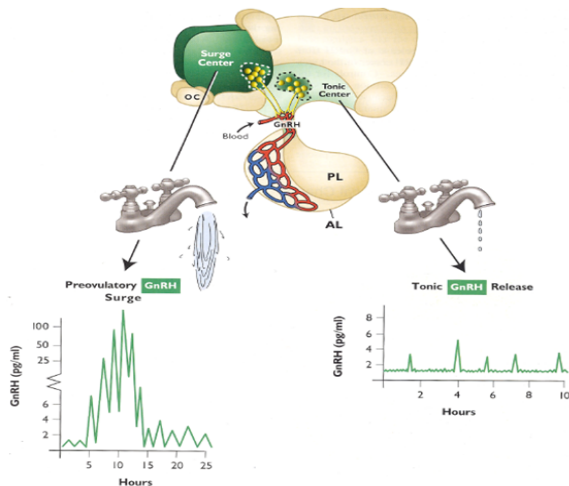 Surge
Center
OC
Tonic
Center
GnRH
Blood
PL
AL
Preovulatory GnRH
Surge
Tonic GnRH Release
GnRH (pg/ml)
100
50
25
6
4
2
5 10 15 20 25
Hours
GnRH (pg/ml)
8
6
4
2
2 4 6 8 10
Hours